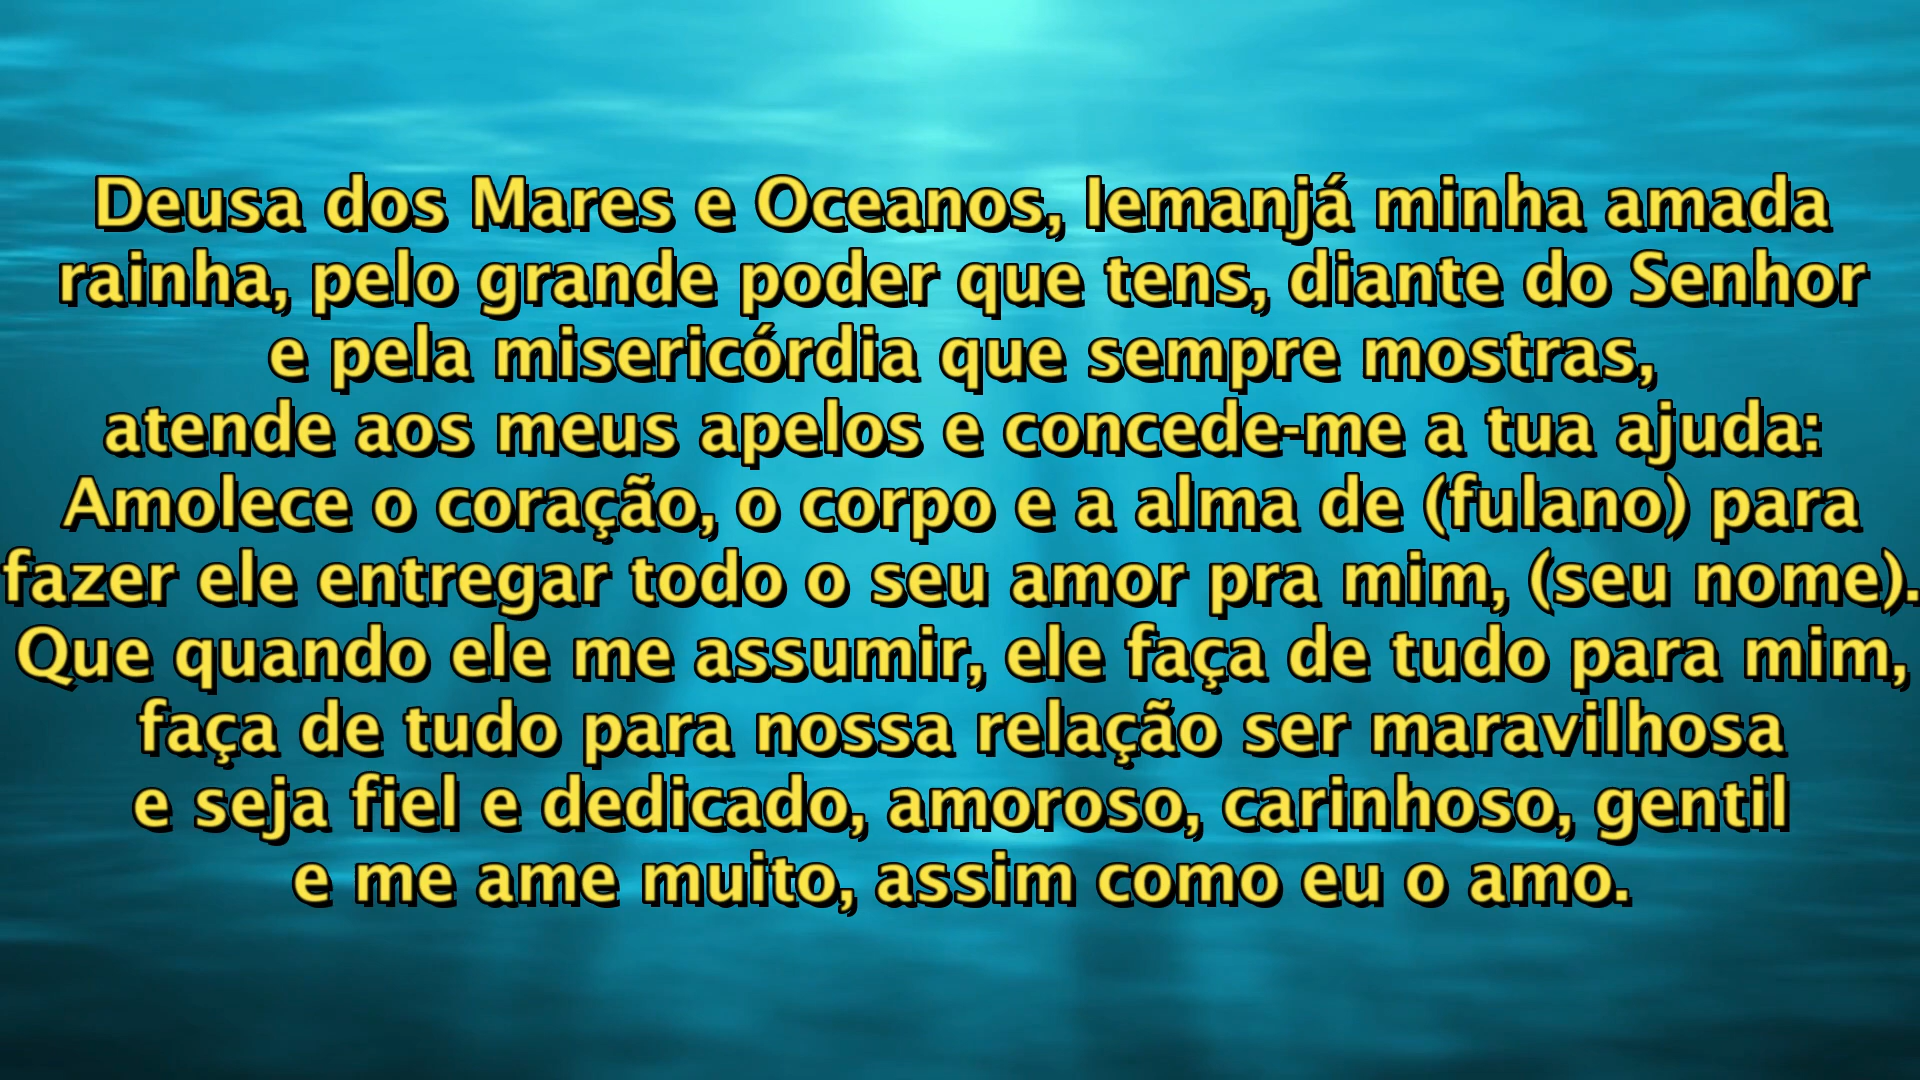 Deusa dos Mares e Oceanos, Iemanjá minha amada
rainha, pelo grande poder que tens, diante do Senhor
e pela misericórdia que sempre mostras,
atende aos meus apelos e concede-me a tua ajuda:
Amolece o coração, o corpo e a alma de (fulano) para
fazer ele entregar todo o seu amor pra mim, (seu nome).
Que quando ele me assumir, ele faça de tudo para mim,
faça de tudo para nossa relação ser maravilhosa
e seja fiel e dedicado, amoroso, carinhoso, gentil
e me ame muito, assim como eu o amo.